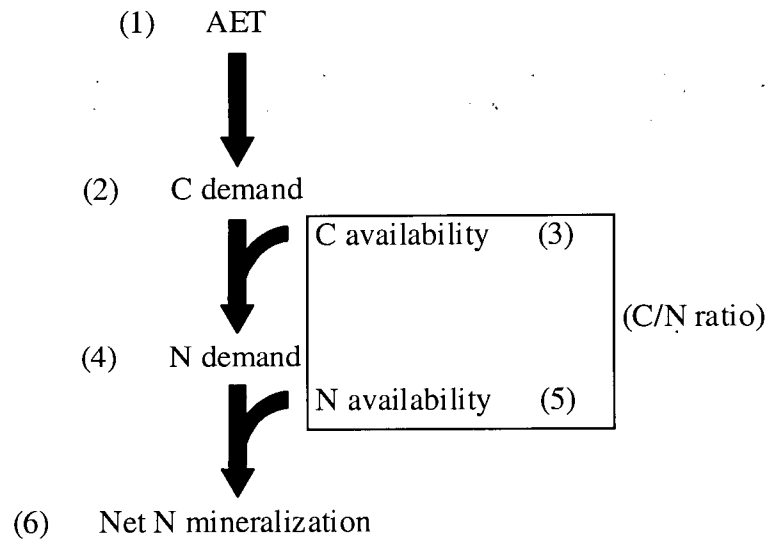 (1) AET
(2) C demand
C availability (3)
(C/N ratio)
(4) N demand
N availability (5)
(6) Net N mineralization